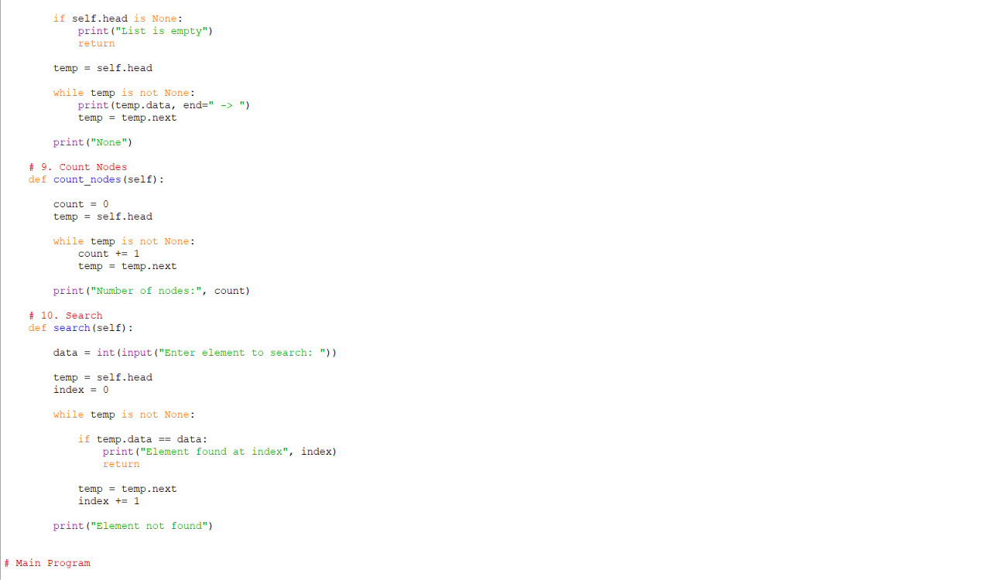 if self.head is None:
            print("List is empty")
            return

        temp = self.head

        while temp is not None:
            print(temp.data, end=" -> ")
            temp = temp.next

        print("None")

    # 9. Count Nodes
    def count_nodes(self):

        count = 0
        temp = self.head

        while temp is not None:
            count += 1
            temp = temp.next

        print("Number of nodes:", count)

    # 10. Search
    def search(self):

        data = int(input("Enter element to search: "))

        temp = self.head
        index = 0

        while temp is not None:

            if temp.data == data:
                print("Element found at index", index)
                return

            temp = temp.next
            index += 1

        print("Element not found")


# Main Program